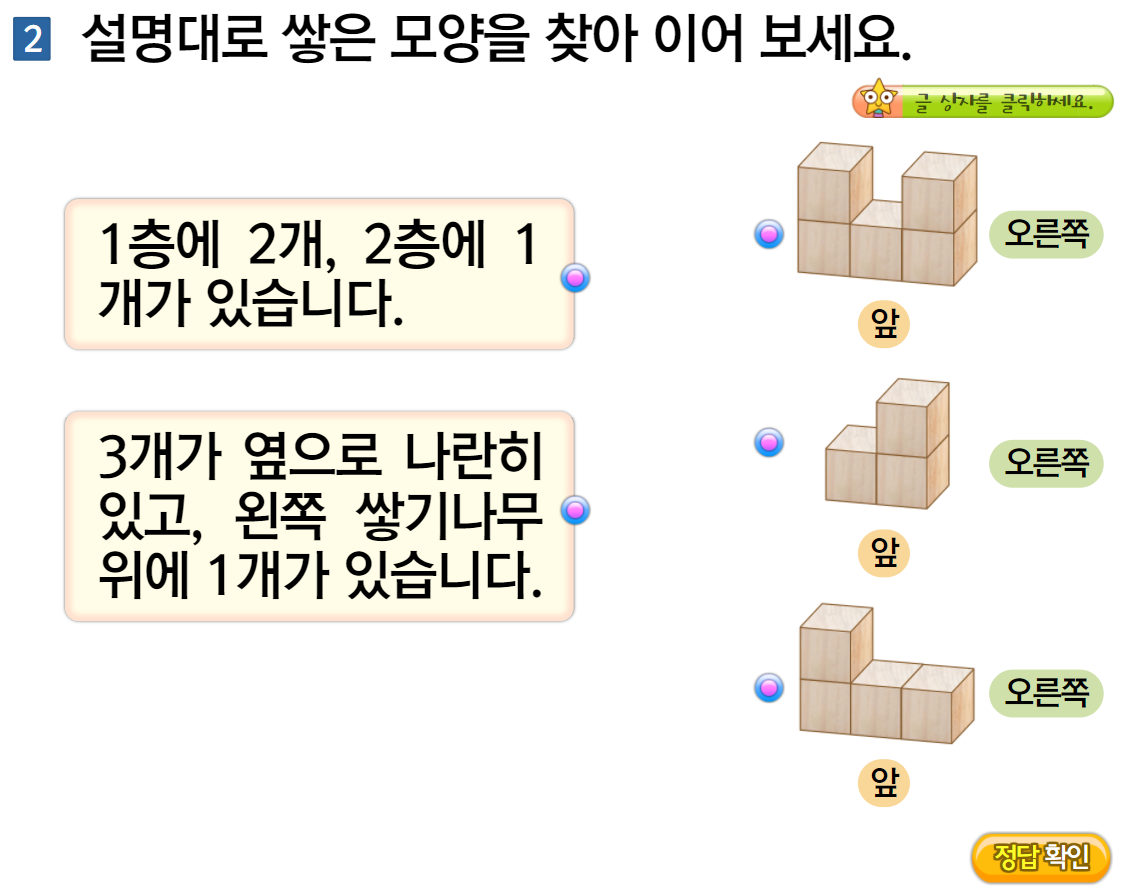 2 설명대로 쌓은 모양을 찾아 이어 보세요.
글 상자를 클릭하세요.
1층에 2개, 2층에 1
개가 있습니다.
3개가 옆으로 나란히
있고, 왼쪽 쌓기나무
위에 1개가 있습니다.
오른쪽
앞
오른쪽
앞
오른쪽
앞
정답 확인